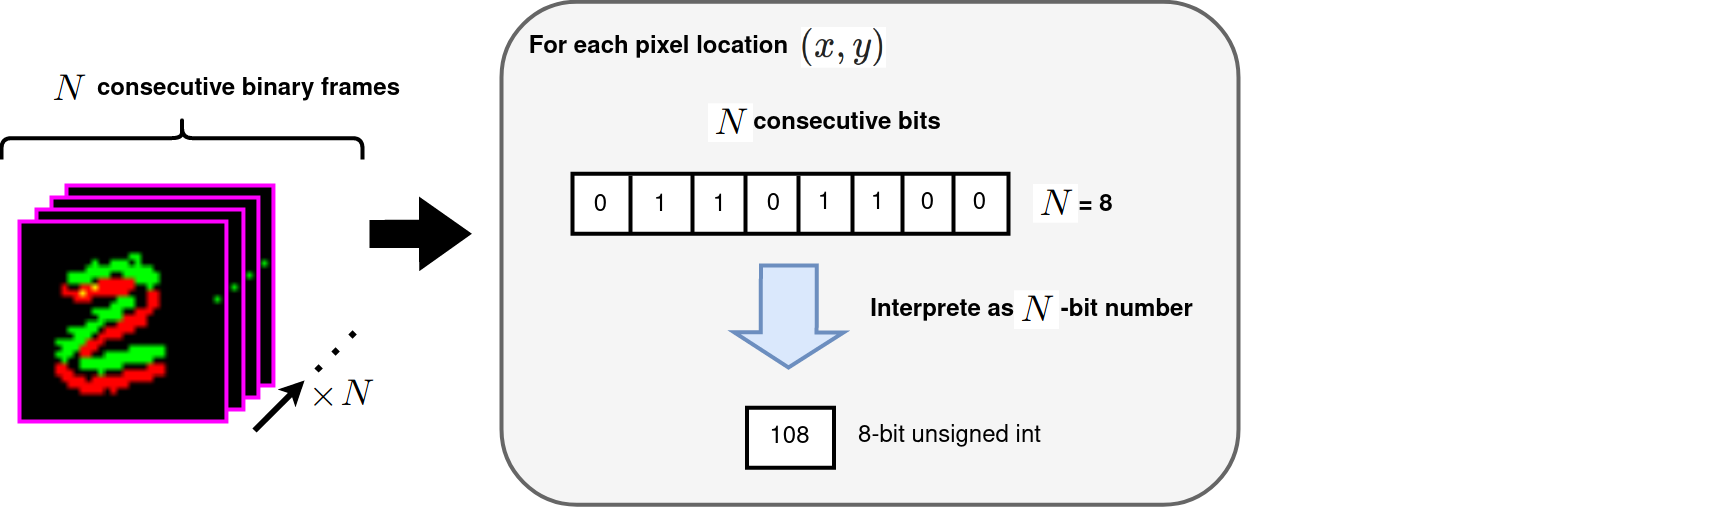 N consecutive binary frames
× N
For each pixel location (x, y)
N consecutive bits
0 1 1 0 1 1 0 0 N = 8
Interprete as N -bit number
108 8-bit unsigned int